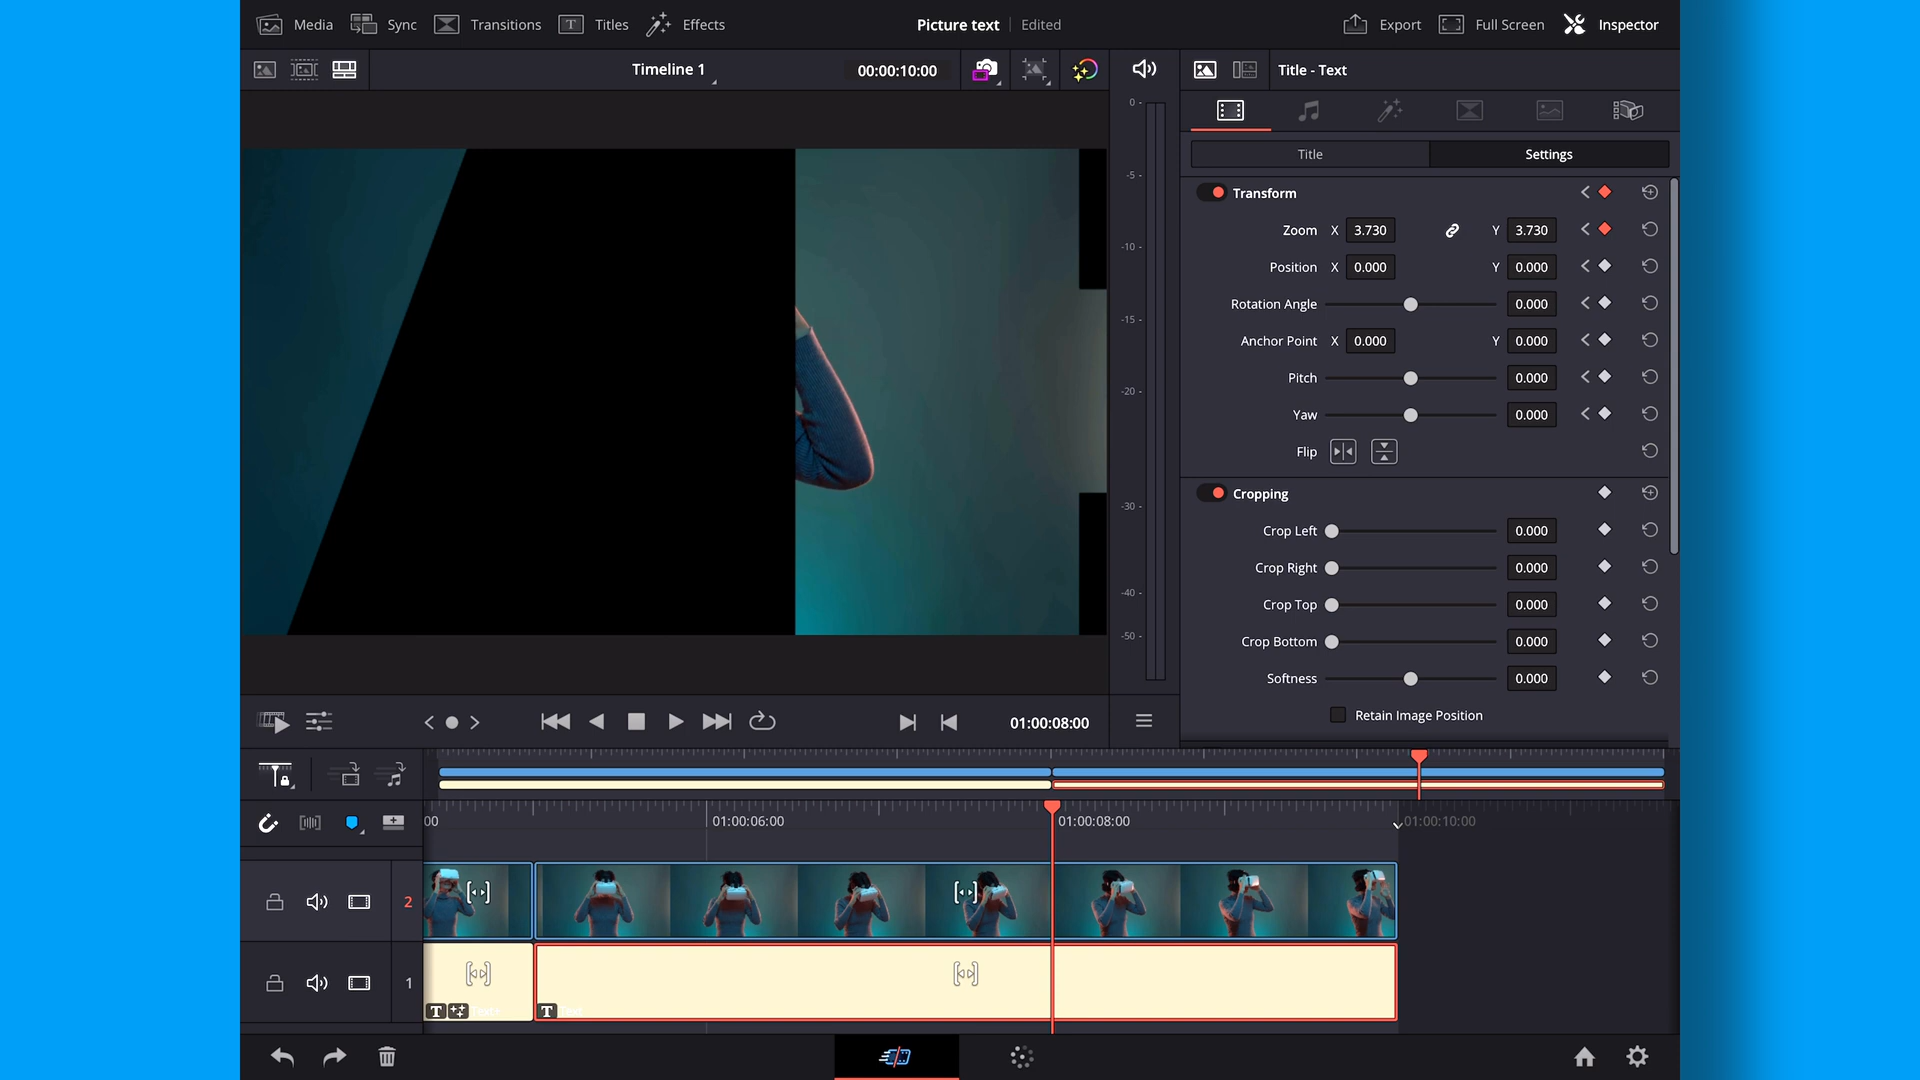 Media Sync Transitions Titles Effects Picture text Edited Export Full Screen Inspector
Timeline 1 00:00:10:00 Title - Text
Title Settings
Transform
Zoom X 3.730 Y 3.730
Position X 0.000 Y 0.000
Rotation Angle 0.000
Anchor Point X 0.000 Y 0.000
Pitch 0.000
Yaw 0.000
Flip
Cropping
Crop Left 0.000
Crop Right 0.000
Crop Top 0.000
Crop Bottom 0.000
Softness 0.000
Retain Image Position
0 -
-5 -
-10 -
-15 -
-20 -
-30 -
-40 -
-50 -
01:00:08:00
00 01:00:06:00 01:00:08:00 01:00:10:00
2
1
T T Text